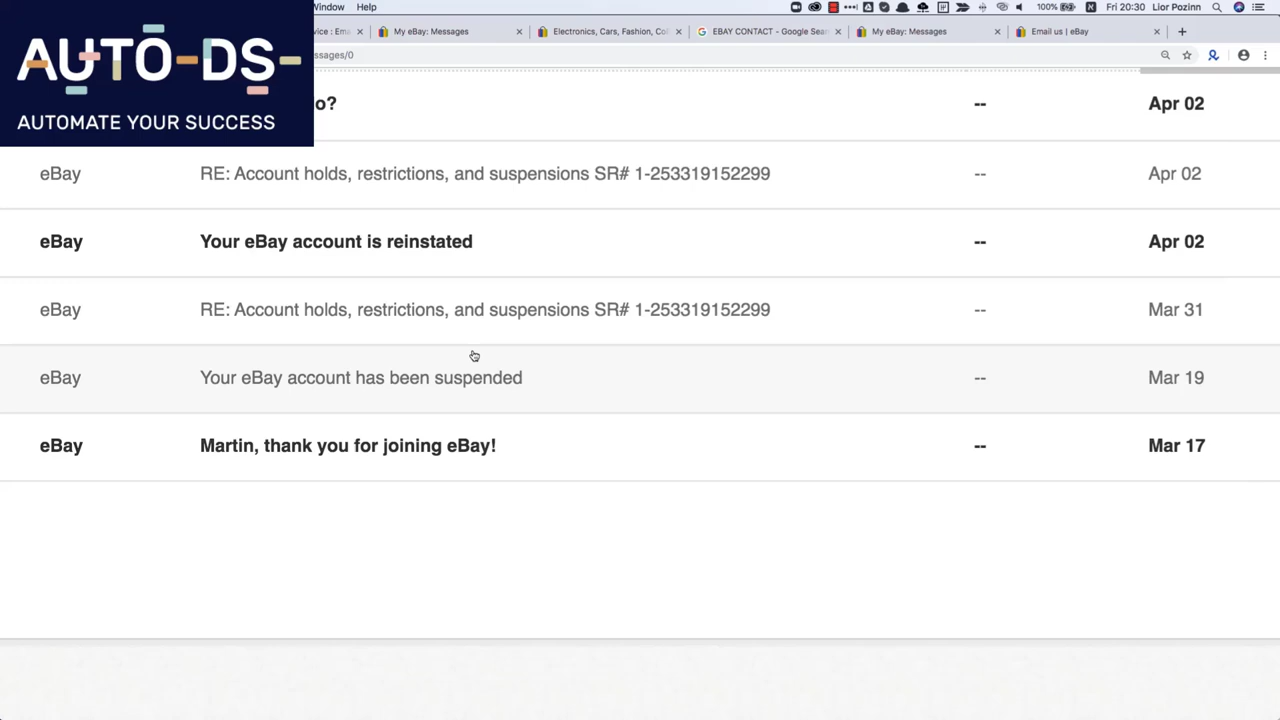 AUTO-DS-
AUTOMATE YOUR SUCCESS
Window Help
100% Fri 20:30 Lior Pozinn
My eBay: Messages
Electronics, Cars, Fashion, Col
EBAY CONTACT - Google Sear
My eBay: Messages
Email us | eBay
ssages/0
o? -- Apr 02
eBay RE: Account holds, restrictions, and suspensions SR# 1-253319152299 -- Apr 02
eBay Your eBay account is reinstated -- Apr 02
eBay RE: Account holds, restrictions, and suspensions SR# 1-253319152299 -- Mar 31
eBay Your eBay account has been suspended -- Mar 19
eBay Martin, thank you for joining eBay! -- Mar 17